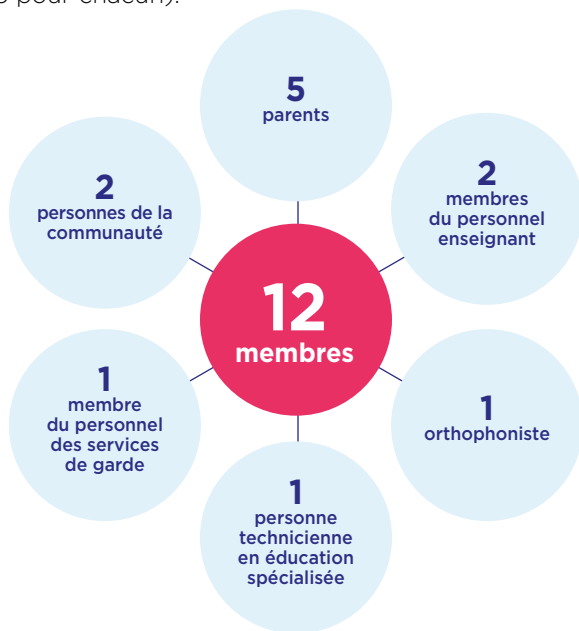 pour chacun).
5
parents
2
membres
du personnel
enseignant
1
orthophoniste
1
personne
technicienne
en éducation
spécialisée
1
membre
du personnel
des services
de garde
2
personnes de la
communauté
12
membres